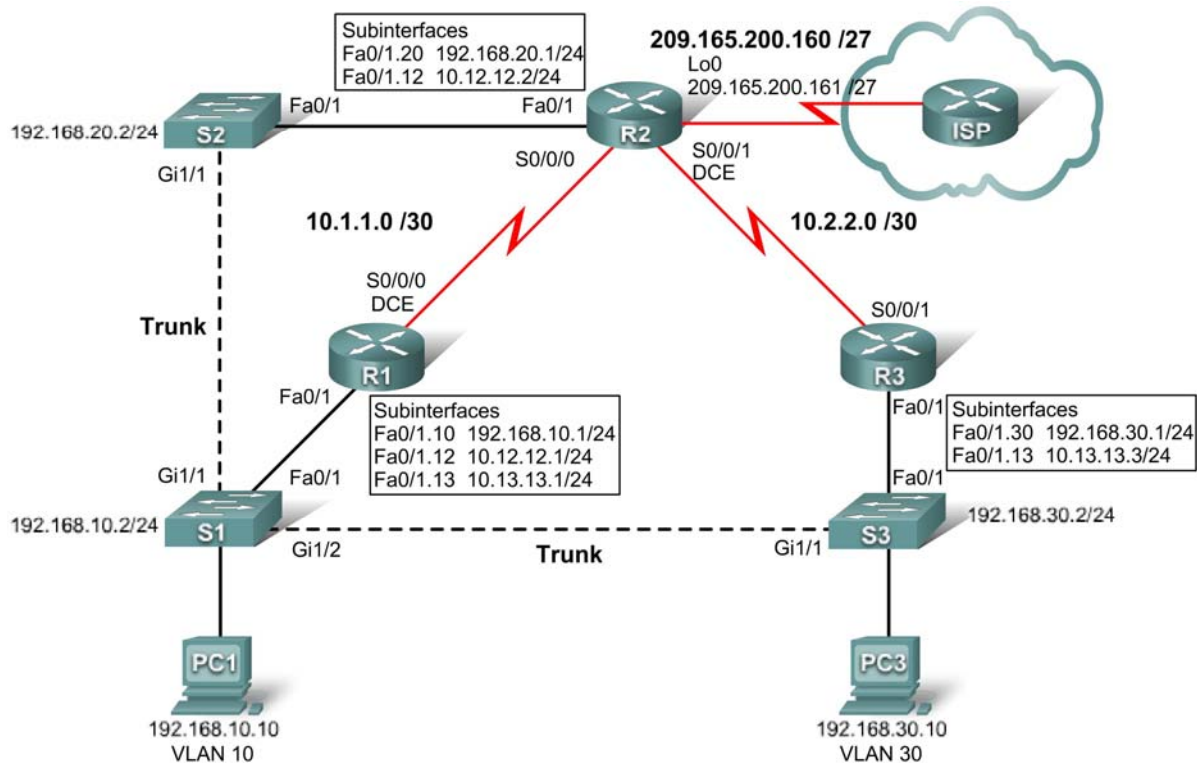 Subinterfaces
Fa0/1.20 192.168.20.1/24
Fa0/1.12 10.12.12.2/24
209.165.200.160 /27
Lo0
209.165.200.161 /27
Fa0/1
Fa0/1
192.168.20.2/24
S2
R2
ISP
Gi1/1
S0/0/0
S0/0/1
DCE
10.1.1.0 /30
10.2.2.0 /30
S0/0/0
DCE
Trunk
S0/0/1
R1
R3
Fa0/1
Subinterfaces
Fa0/1.10 192.168.10.1/24
Fa0/1.12 10.12.12.1/24
Fa0/1.13 10.13.13.1/24
Fa0/1
Subinterfaces
Fa0/1.30 192.168.30.1/24
Fa0/1.13 10.13.13.3/24
Gi1/1
Fa0/1
Fa0/1
192.168.10.2/24
S1
S3
192.168.30.2/24
Gi1/2
Trunk
Gi1/1
PC1
PC3
192.168.10.10
VLAN 10
192.168.30.10
VLAN 30